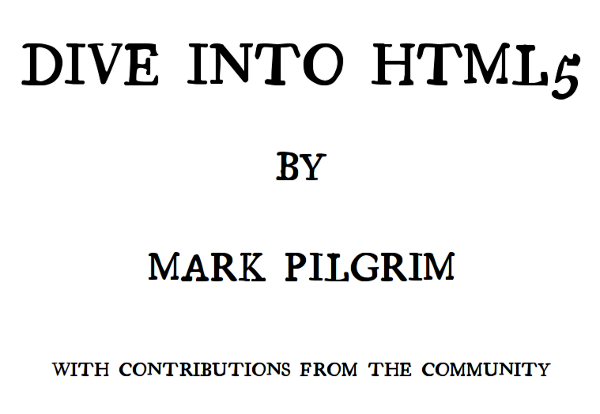 DIVE INTO HTML5
BY
MARK PILGRIM
WITH CONTRIBUTIONS FROM THE COMMUNITY